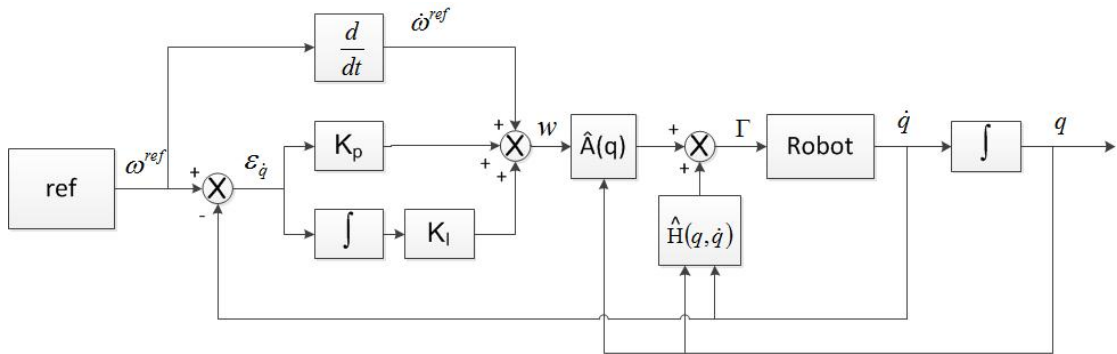 d/dt
ω̇^ref
ref
ω^ref
+
-
ε_q̇
K_p
∫
K_I
+
+
+
w
Â(q)
+
+
Γ
Ĥ(q, q̇)
Robot
q̇
∫
q